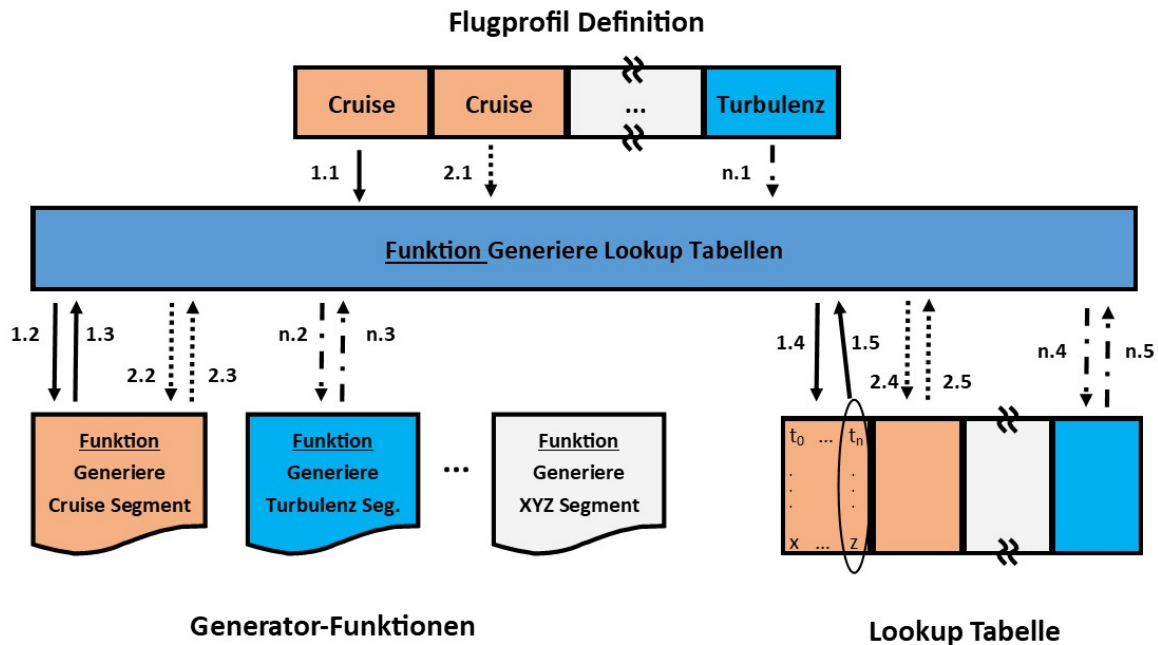 Flugprofil Definition
Cruise Cruise ... Turbulenz
1.1 2.1 n.1
Funktion Generiere Lookup Tabellen
1.2 1.3 2.2 2.3 n.2 n.3 1.4 1.5 2.4 2.5 n.4 n.5
Funktion
Generiere
Cruise Segment
Funktion
Generiere
Turbulenz Seg.
...
Funktion
Generiere
XYZ Segment
t₀ ... tₙ
. .
. .
. .
x ... z
Generator-Funktionen
Lookup Tabelle